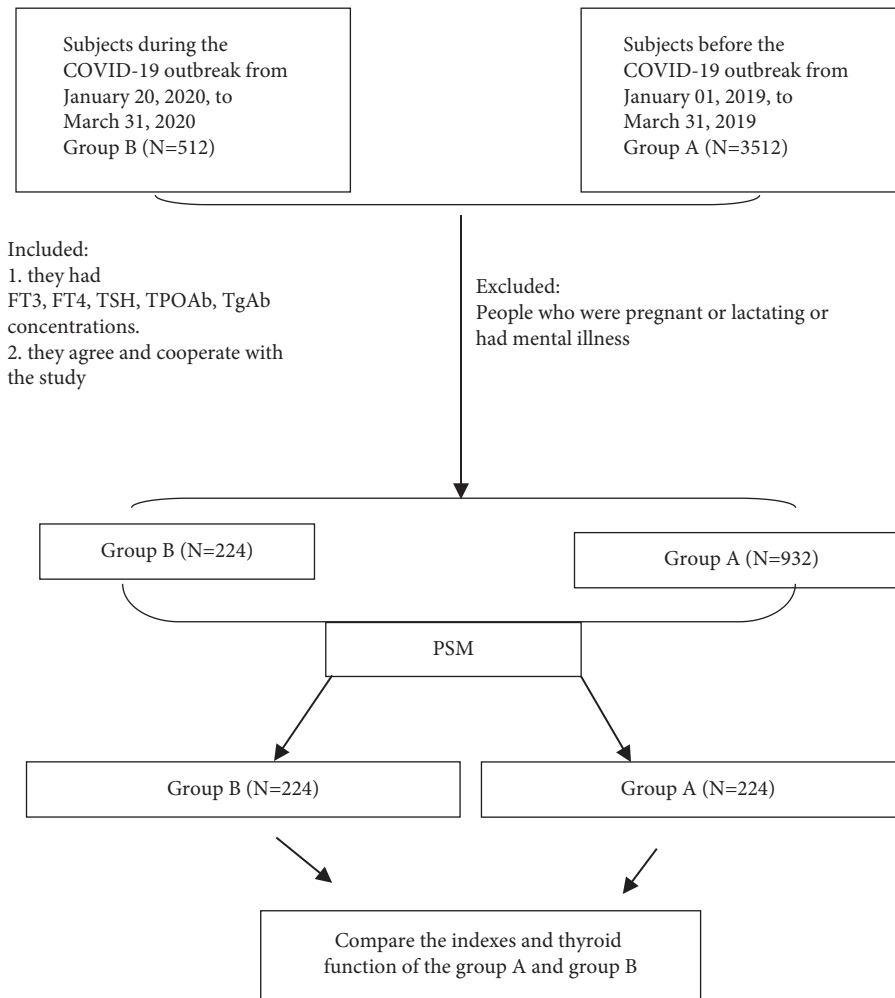 Subjects during the
COVID-19 outbreak from
January 20, 2020, to
March 31, 2020
Group B (N=512)
Subjects before the
COVID-19 outbreak from
January 01, 2019, to
March 31, 2019
Group A (N=3512)
Included:
1. they had
FT3, FT4, TSH, TPOAb, TgAb
concentrations.
2. they agree and cooperate with
the study
Excluded:
People who were pregnant or lactating or
had mental illness
Group B (N=224)
Group A (N=932)
PSM
Group B (N=224)
Group A (N=224)
Compare the indexes and thyroid
function of the group A and group B